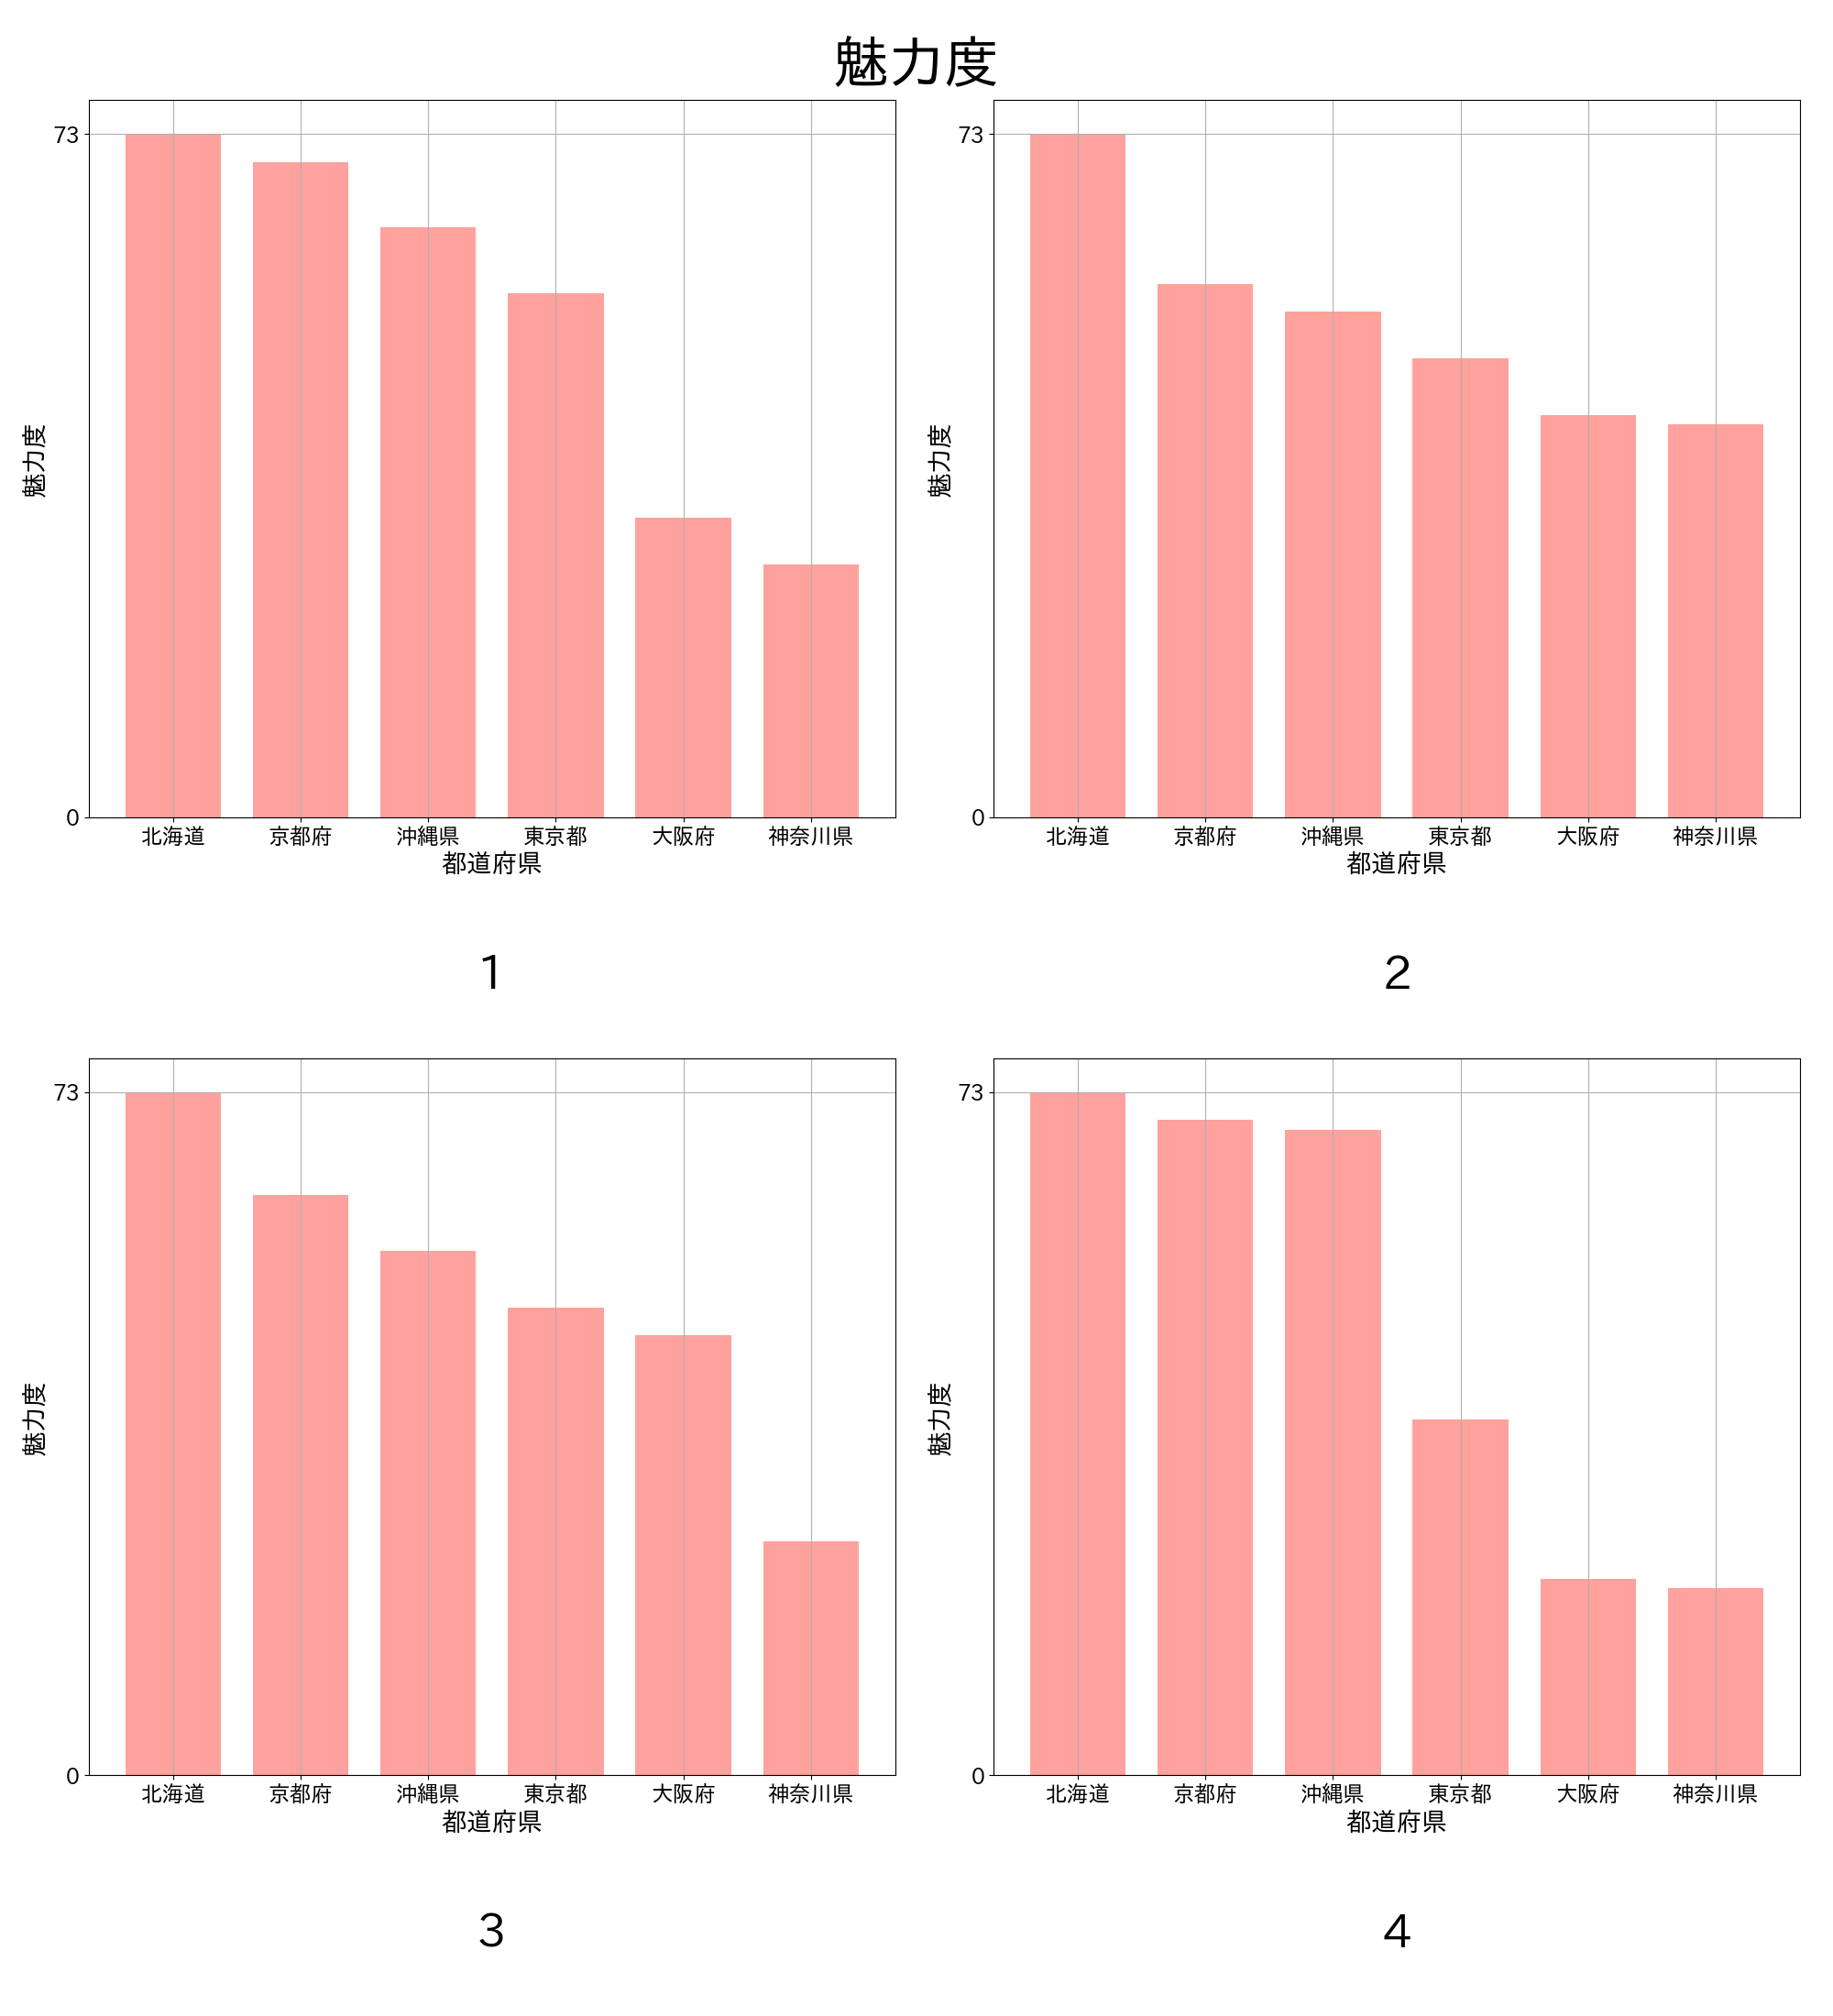 魅力度
73
魅力度
0
北海道 京都府 沖縄県 東京都 大阪府 神奈川県
都道府県
1
73
魅力度
0
北海道 京都府 沖縄県 東京都 大阪府 神奈川県
都道府県
2
73
魅力度
0
北海道 京都府 沖縄県 東京都 大阪府 神奈川県
都道府県
3
73
魅力度
0
北海道 京都府 沖縄県 東京都 大阪府 神奈川県
都道府県
4